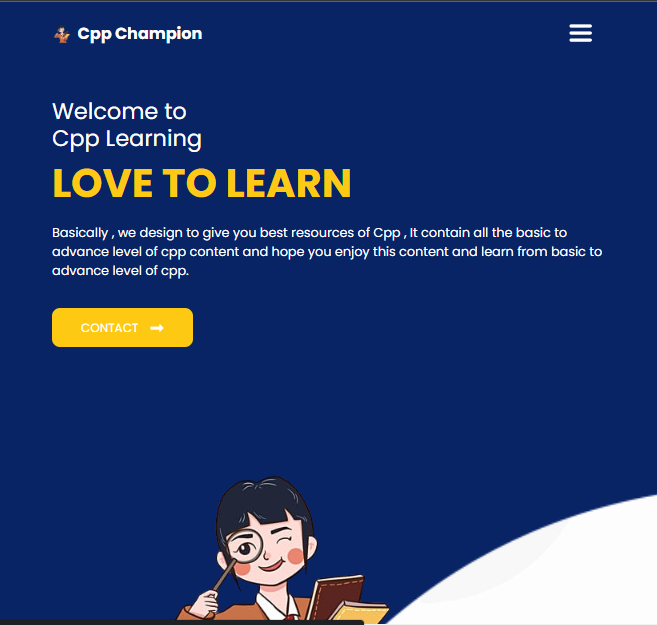 Cpp Champion
Welcome to
Cpp Learning
LOVE TO LEARN
Basically , we design to give you best resources of Cpp , It contain all the basic to
advance level of cpp content and hope you enjoy this content and learn from basic to
advance level of cpp.
CONTACT